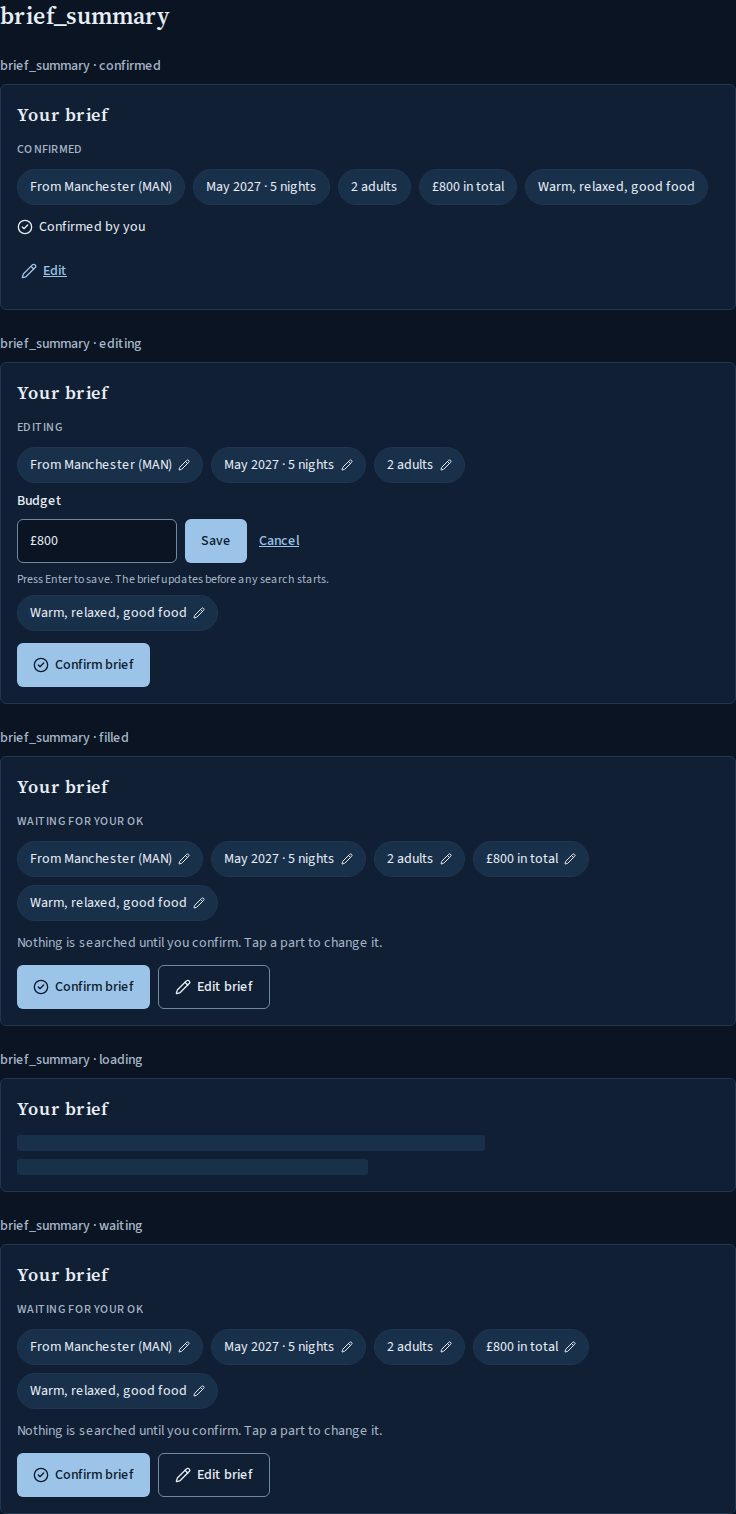 brief_summary
brief_summary · confirmed
Your brief
CONFIRMED
From Manchester (MAN) May 2027 · 5 nights 2 adults £800 in total Warm, relaxed, good food
Confirmed by you
Edit
brief_summary · editing
Your brief
EDITING
From Manchester (MAN) May 2027 · 5 nights 2 adults
Budget
£800 Save Cancel
Press Enter to save. The brief updates before any search starts.
Warm, relaxed, good food
Confirm brief
brief_summary · filled
Your brief
WAITING FOR YOUR OK
From Manchester (MAN) May 2027 · 5 nights 2 adults £800 in total
Warm, relaxed, good food
Nothing is searched until you confirm. Tap a part to change it.
Confirm brief Edit brief
brief_summary · loading
Your brief
brief_summary · waiting
Your brief
WAITING FOR YOUR OK
From Manchester (MAN) May 2027 · 5 nights 2 adults £800 in total
Warm, relaxed, good food
Nothing is searched until you confirm. Tap a part to change it.
Confirm brief Edit brief